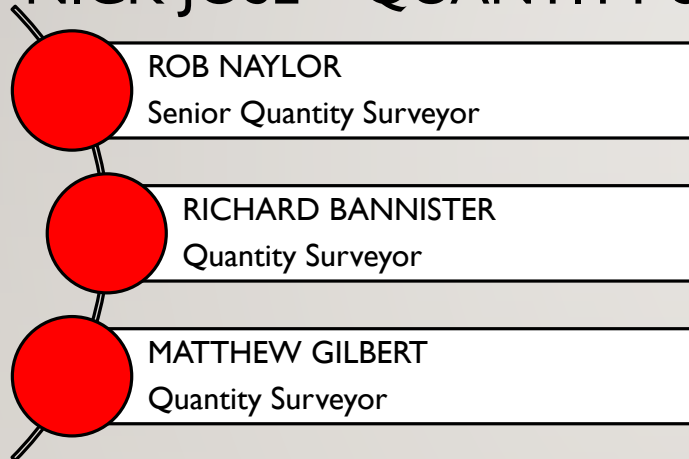 ROB NAYLOR
Senior Quantity Surveyor
RICHARD BANNISTER
Quantity Surveyor
MATTHEW GILBERT
Quantity Surveyor